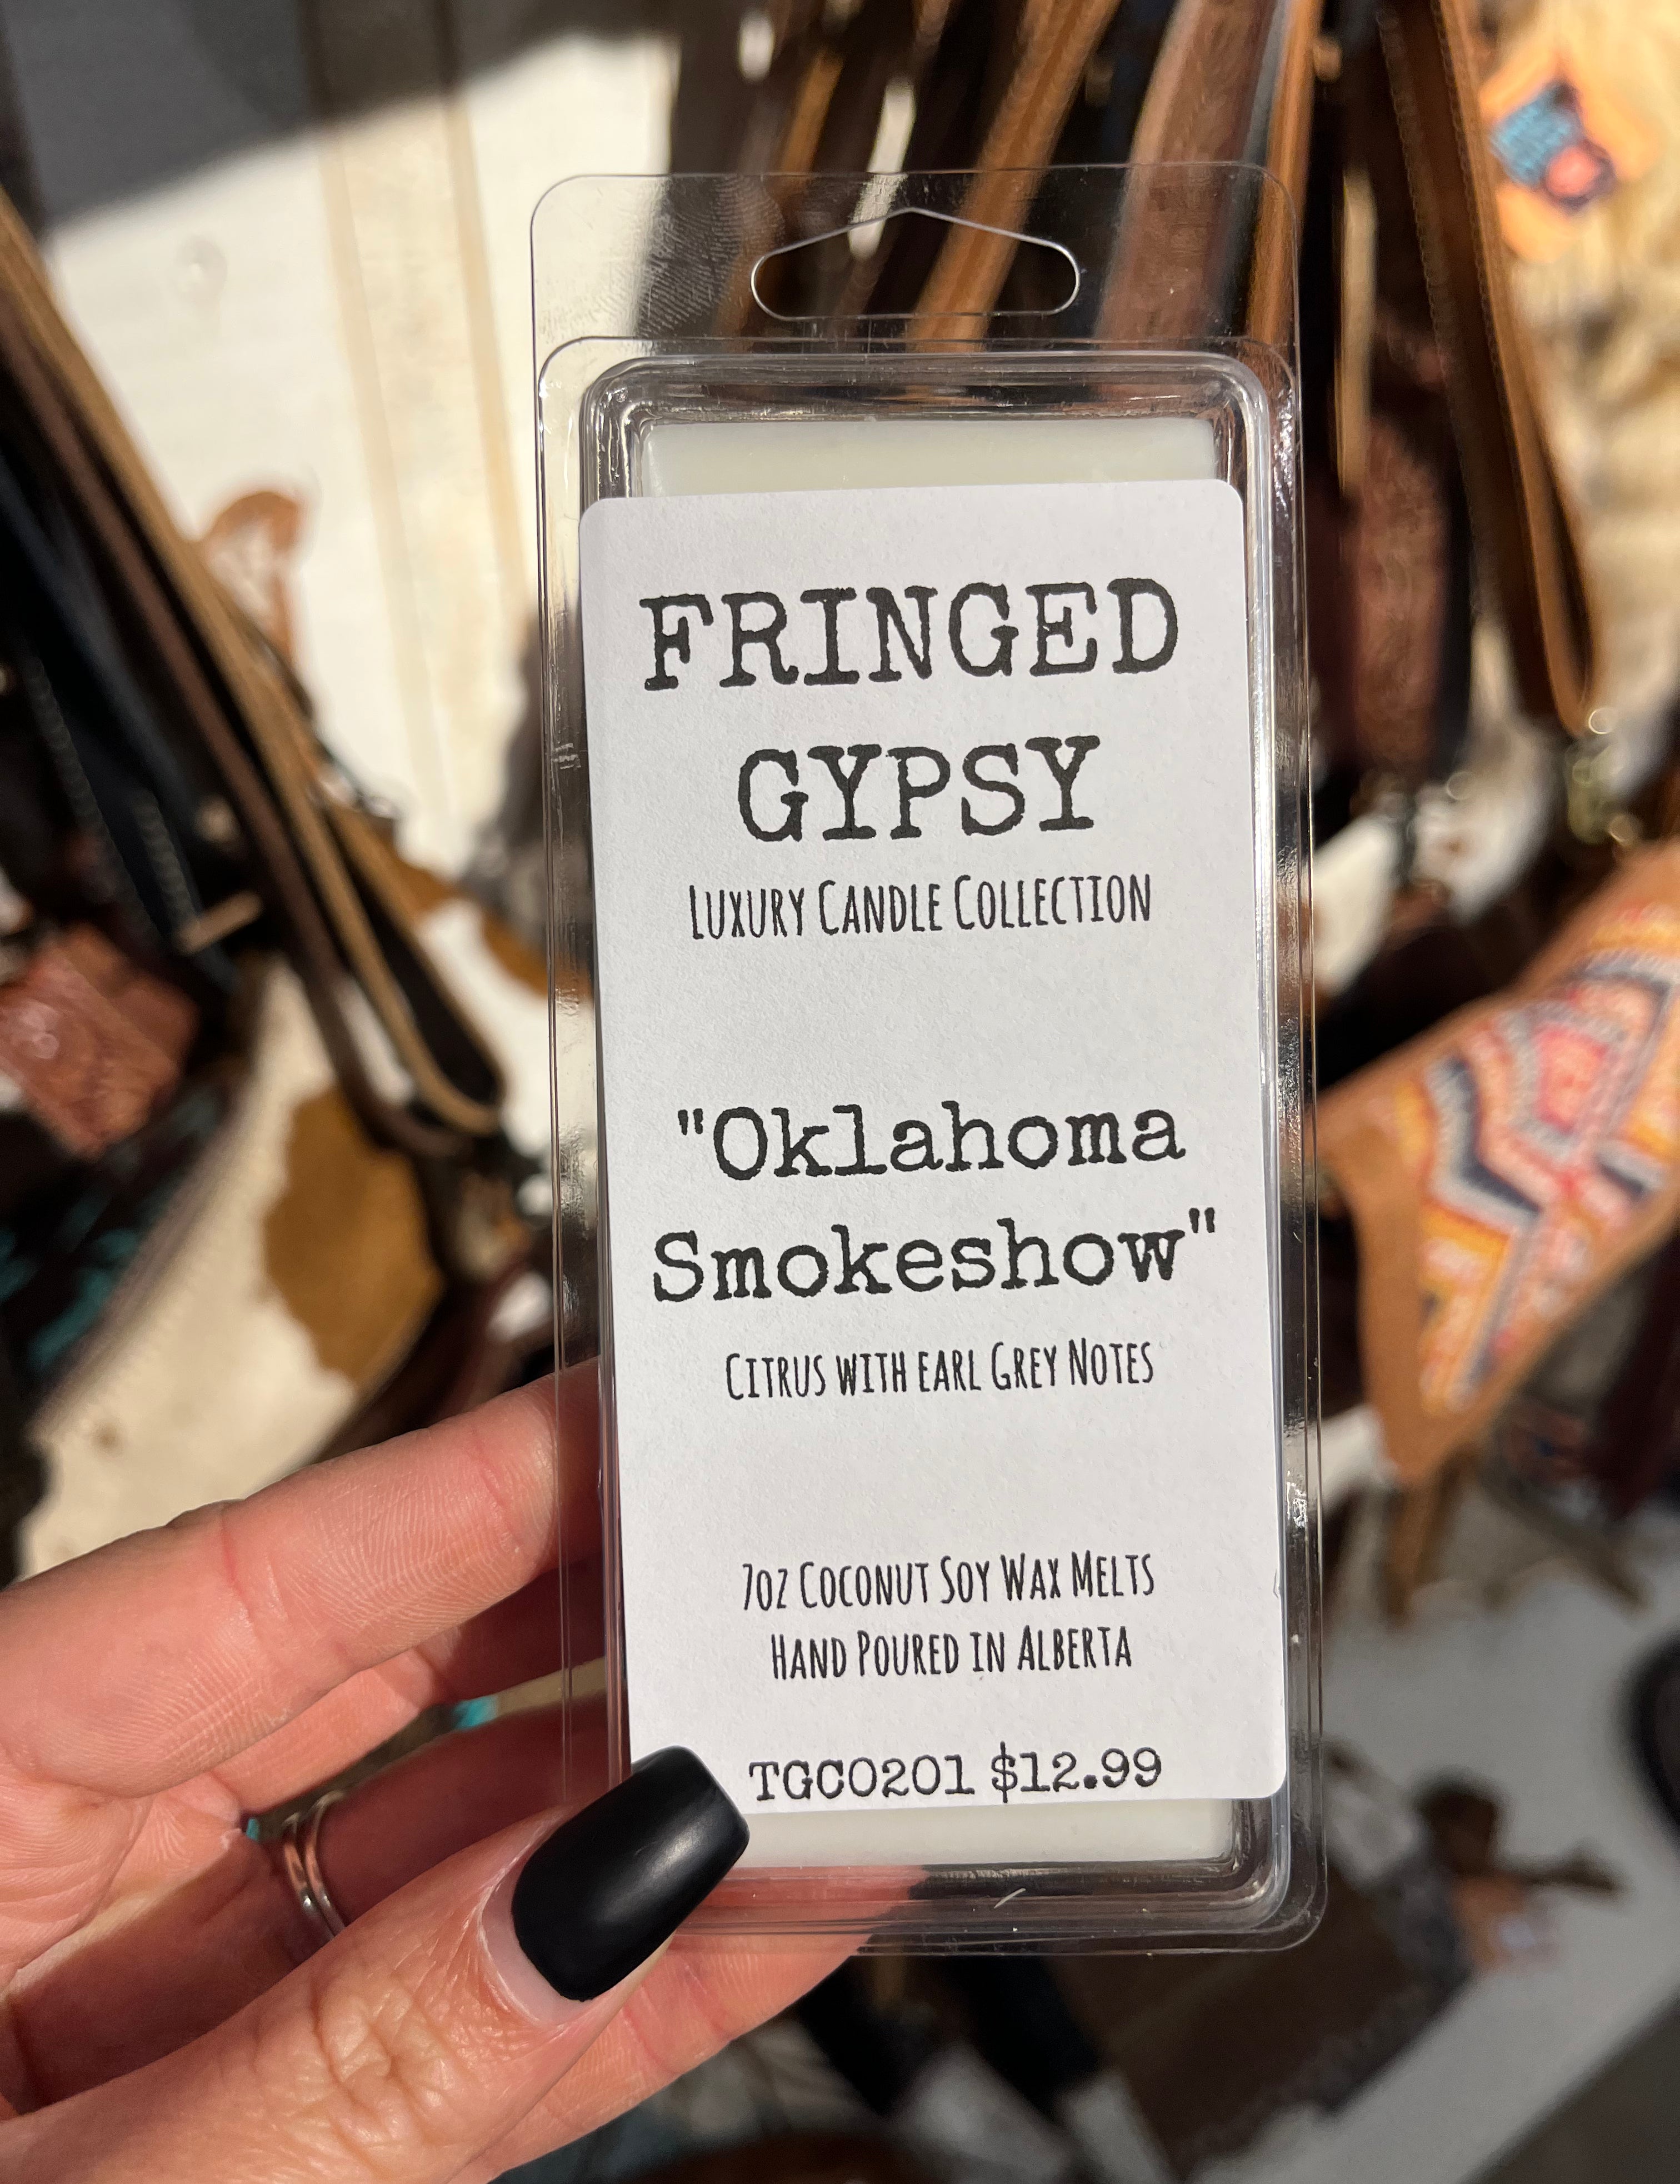 FRINGED
GYPSY
LUXURY CANDLE COLLECTION
"Oklahoma
Smokeshow"
CITRUS WITH EARL GREY NOTES
7OZ COCONUT SOY WAX MELTS
HAND POURED IN ALBERTA
TGC0201 $12.99